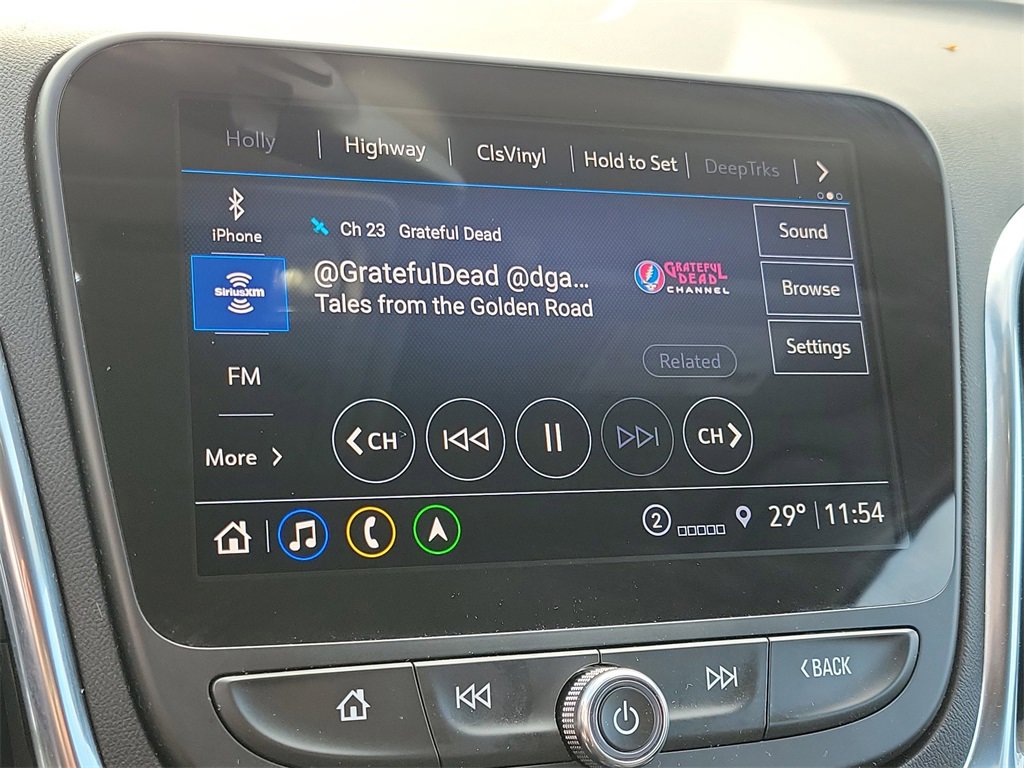 Holly | Highway | ClsVinyl | Hold to Set | DeepTrks
iPhone
Ch 23 Grateful Dead
Sound
SiriusXM
@GratefulDead @dga...
Tales from the Golden Road
GRATEFUL
DEAD
CHANNEL
Browse
Settings
Related
FM
CH
CH
More
2
29° | 11:54
BACK